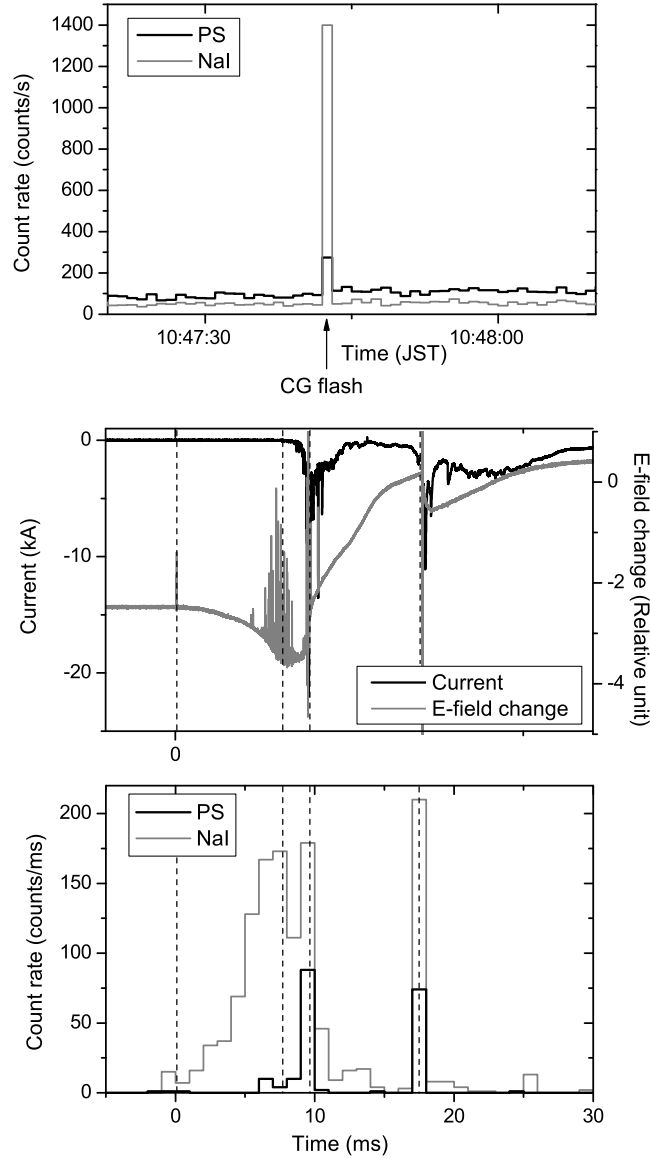 1400
1200
1000
800
600
400
200
0
Count rate (counts/s)
PS
NaI
10:47:30
10:48:00
Time (JST)
CG flash
0
-10
-20
Current (kA)
0
-2
-4
E-field change (Relative unit)
Current
E-field change
0
200
150
100
50
0
Count rate (counts/ms)
PS
NaI
0
10
20
30
Time (ms)